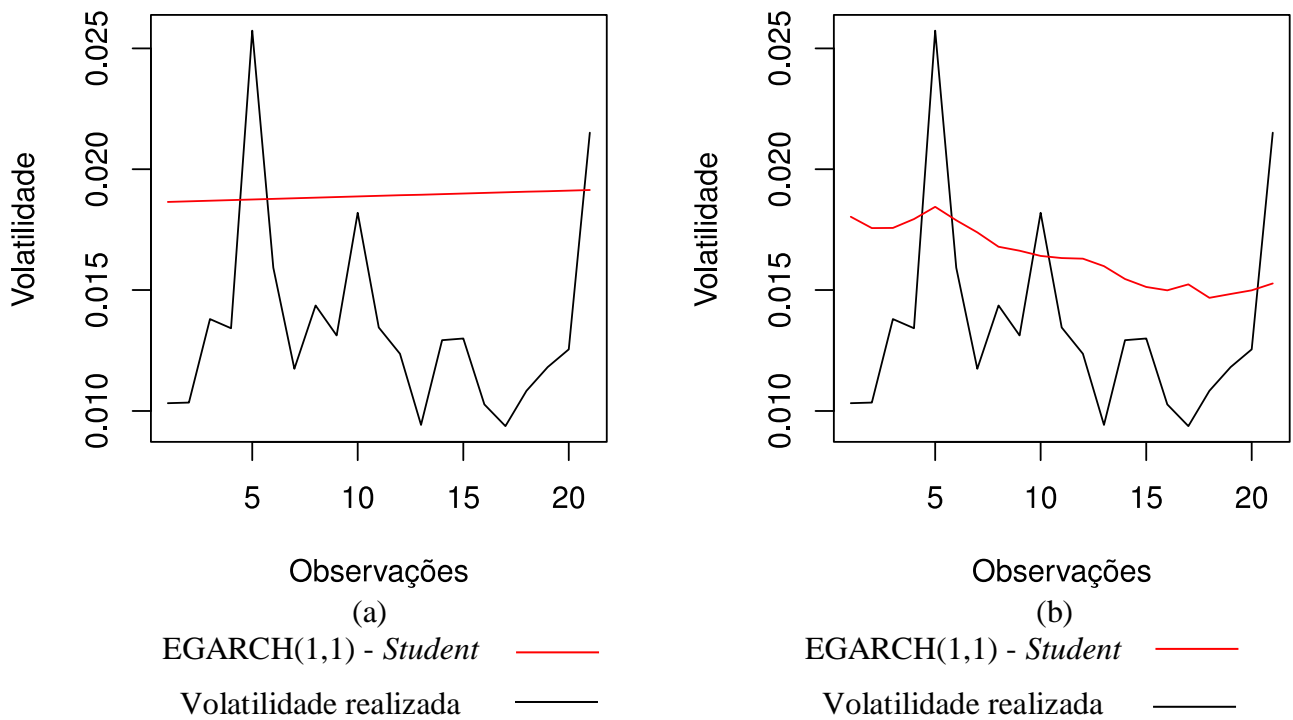 Volatilidade
0.025
0.020
0.015
0.010
5 10 15 20
Observações
(a)
EGARCH(1,1) - Student
Volatilidade realizada
Volatilidade
0.025
0.020
0.015
0.010
5 10 15 20
Observações
(b)
EGARCH(1,1) - Student
Volatilidade realizada